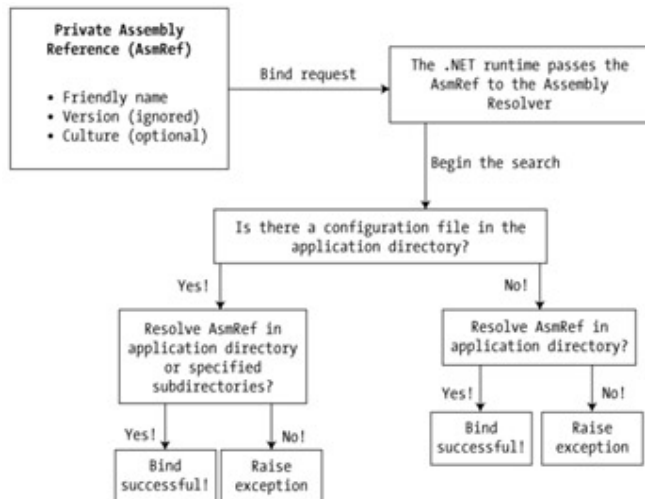 Private Assembly
Reference (AsmRef)
• Friendly name
• Version (ignored)
• Culture (optional)
Bind request
The .NET runtime passes the
AsmRef to the Assembly
Resolver
Begin the search
Is there a configuration file in the
application directory?
Yes!
No!
Resolve AsmRef in
application directory
or specified
subdirectories?
Resolve AsmRef in
application directory?
Yes!
No!
Bind
successful!
Raise
exception
Yes!
No!
Bind
successful!
Raise
exception